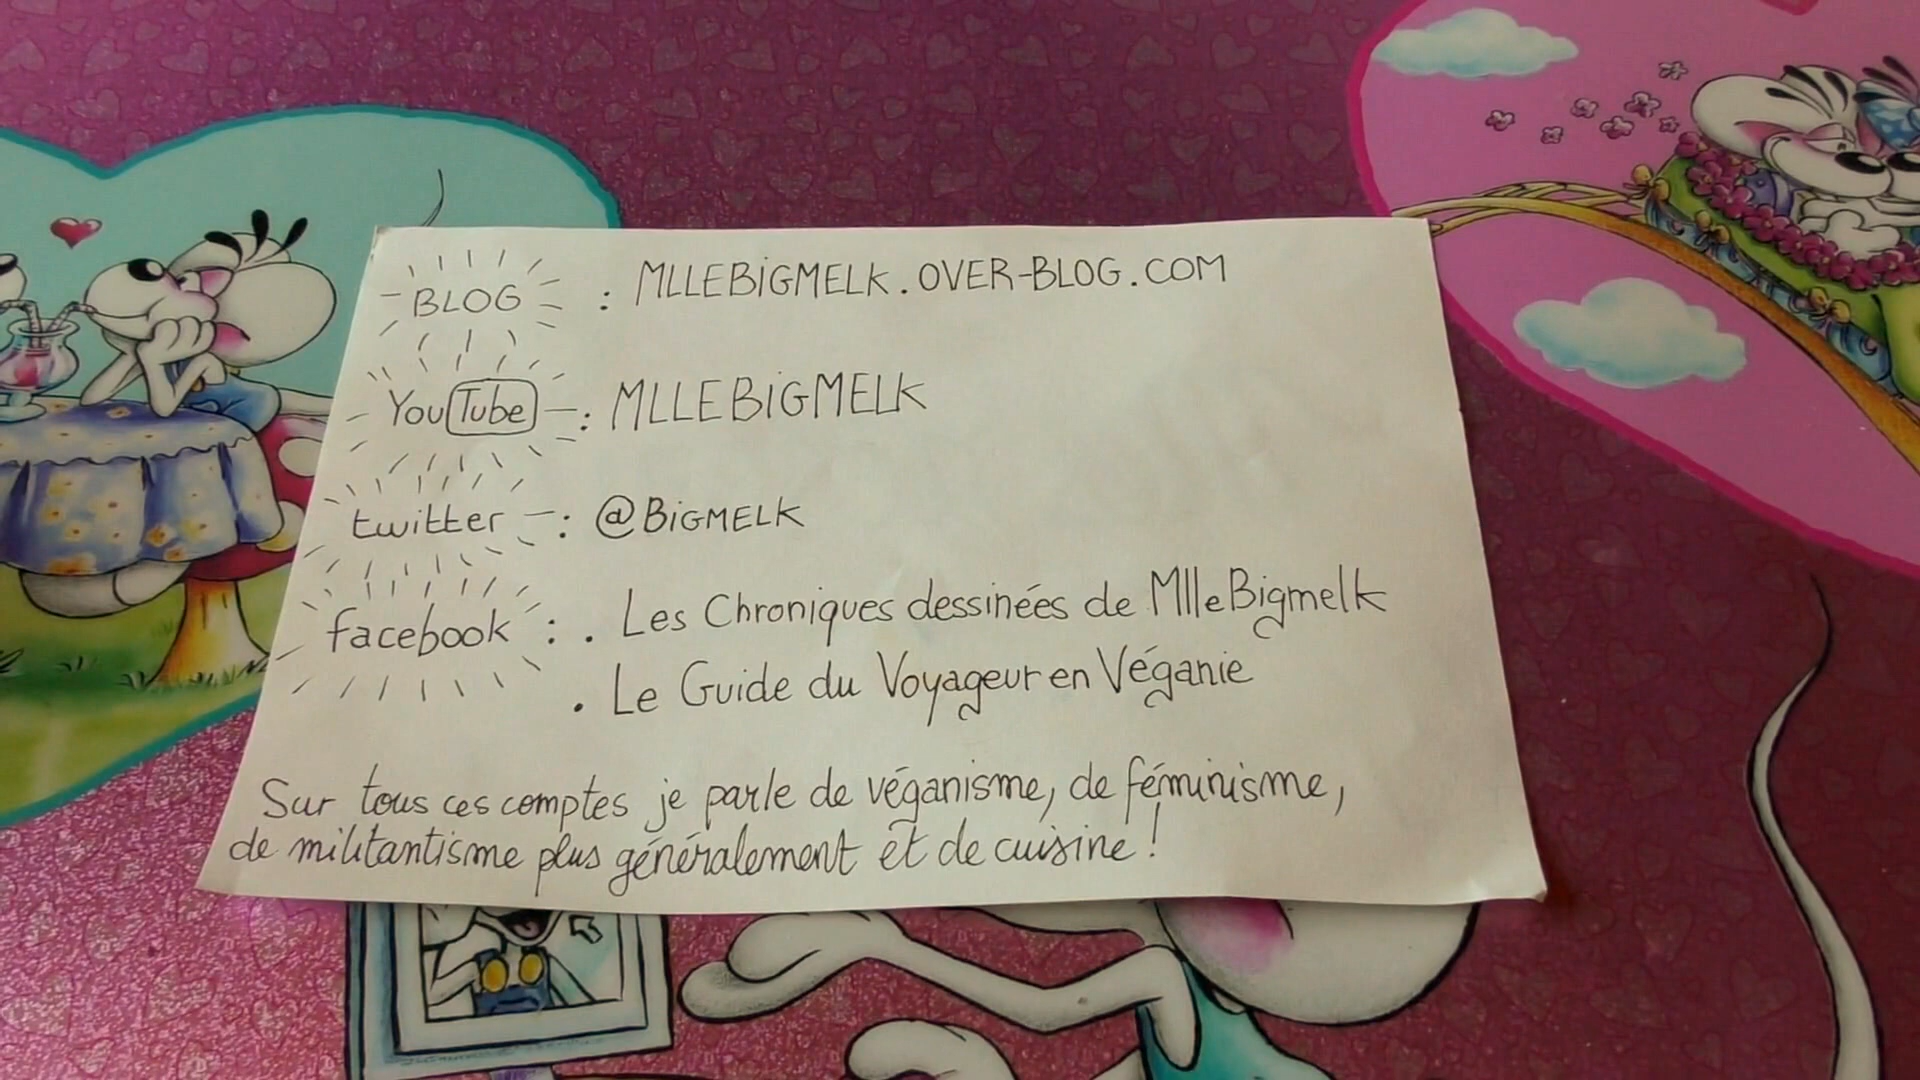 BLOG : MLLEBiGMELK.OVER-BLOG.COM
YouTube : MLLEBiGMELK
twitter : @BiGMELK
facebook : . Les Chroniques dessinées de MlleBigmelk
. Le Guide du Voyageur en Véganie
Sur tous ces comptes je parle de véganisme, de féminisme,
de militantisme plus généralement et de cuisine !